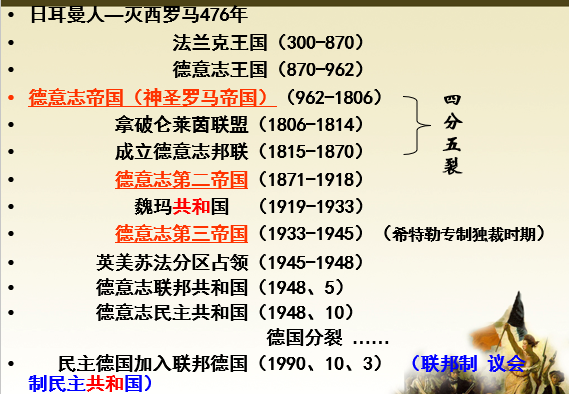 • 日耳曼人—灭西罗马476年
• 法兰克王国（300-870）
• 德意志王国（870-962）
• 德意志帝国（神圣罗马帝国）（962-1806）
• 拿破仑莱茵联盟（1806-1814）
• 成立德意志邦联（1815-1870）
四分五裂
• 德意志第二帝国（1871-1918）
• 魏玛共和国 （1919-1933）
• 德意志第三帝国（1933-1945）（希特勒专制独裁时期）
• 英美苏法分区占领（1945-1948）
• 德意志联邦共和国（1948、5）
• 德意志民主共和国（1948、10）
德国分裂 ……
• 民主德国加入联邦德国（1990、10、3） （联邦制 议会
制民主共和国）